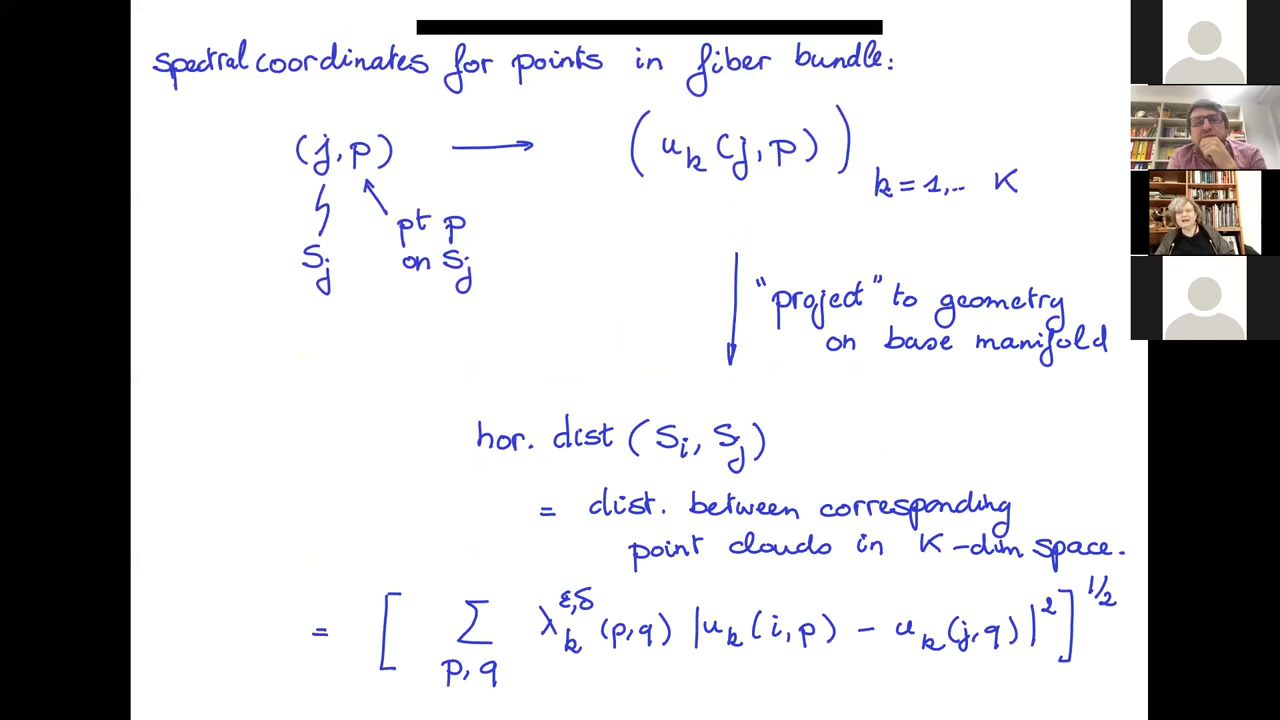 spectral coordinates for points in fiber bundle:
(j, p) → (u_k (j, p))_{k = 1,.. K}
S_j
pt p
on S_j
"project" to geometry
on base manifold
hor. dist (S_i, S_j)
= dist. between corresponding
point clouds in K-dim space.
= [ Σ_{p, q} λ_k^{ε,δ} (p, q) |u_k (i, p) - u_k (j, q)|^2 ]^{1/2}